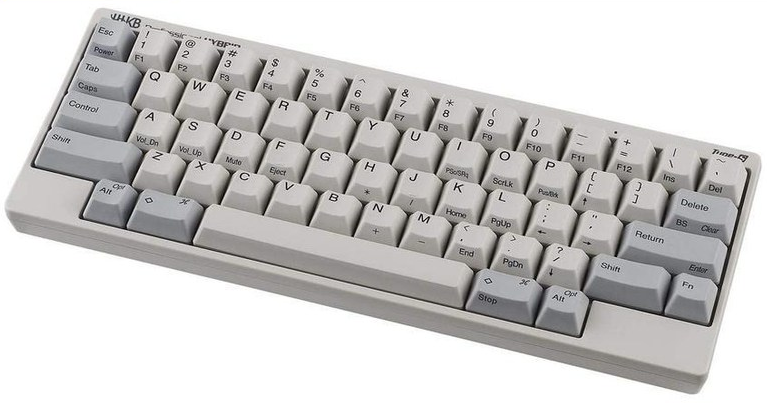 HHKB Professional HYBRID
Type-S
Esc ! 1 @ 2 # 3 $ 4 % 5 ^ 6 & 7 * 8 ( 9 ) 0 — - + = | \ ~ `
Power F1 F2 F3 F4 F5 F6 F7 F8 F9 F10 F11 F12 Ins Del
Tab Q W E R T Y U I O P { [ } ] Delete
Caps PSc/SRq ScrLk Pus/Brk ↑ BS Clear
Control A S D F G H J K L : ; " ' Return
Vol_Dn Vol_Up Mute Eject * / Home PgUp ← → Enter
Shift Z X C V B N M < , > . ? / Shift Fn
+ - End PgDn ↓
Alt Opt ◇ ⌘ ◇ ⌘ Alt Opt
Stop